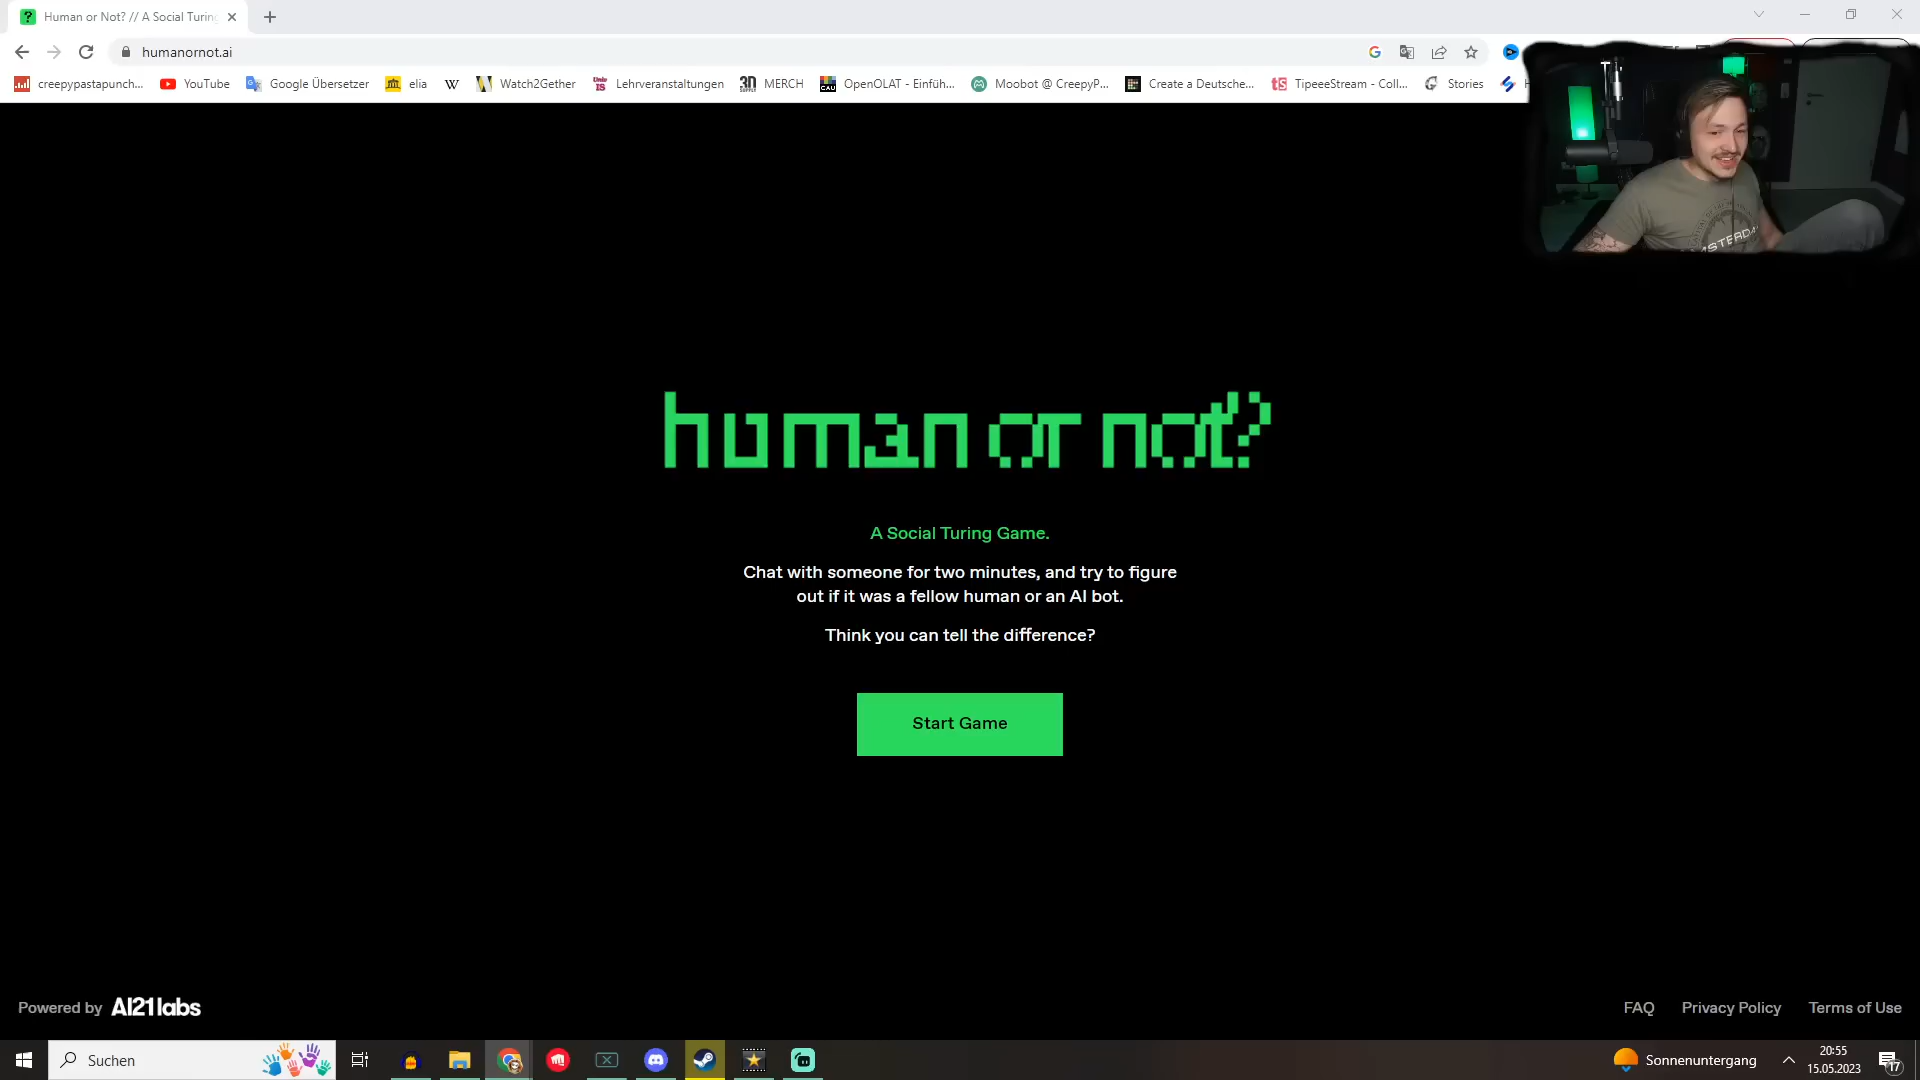 Human or Not? // A Social Turing
humanornot.ai
creepypastapunch...
YouTube
Google Übersetzer
elia
W
Watch2Gether
Lehrveranstaltungen
MERCH
OpenOLAT - Einfüh...
Moobot @ CreepyP...
Create a Deutsche...
TipeeeStream - Coll...
Stories
human or not?
A Social Turing Game.
Chat with someone for two minutes, and try to figure
out if it was a fellow human or an AI bot.
Think you can tell the difference?
Start Game
Powered by AI21labs
FAQ
Privacy Policy
Terms of Use
Suchen
Sonnenuntergang
20:55
15.05.2023
17